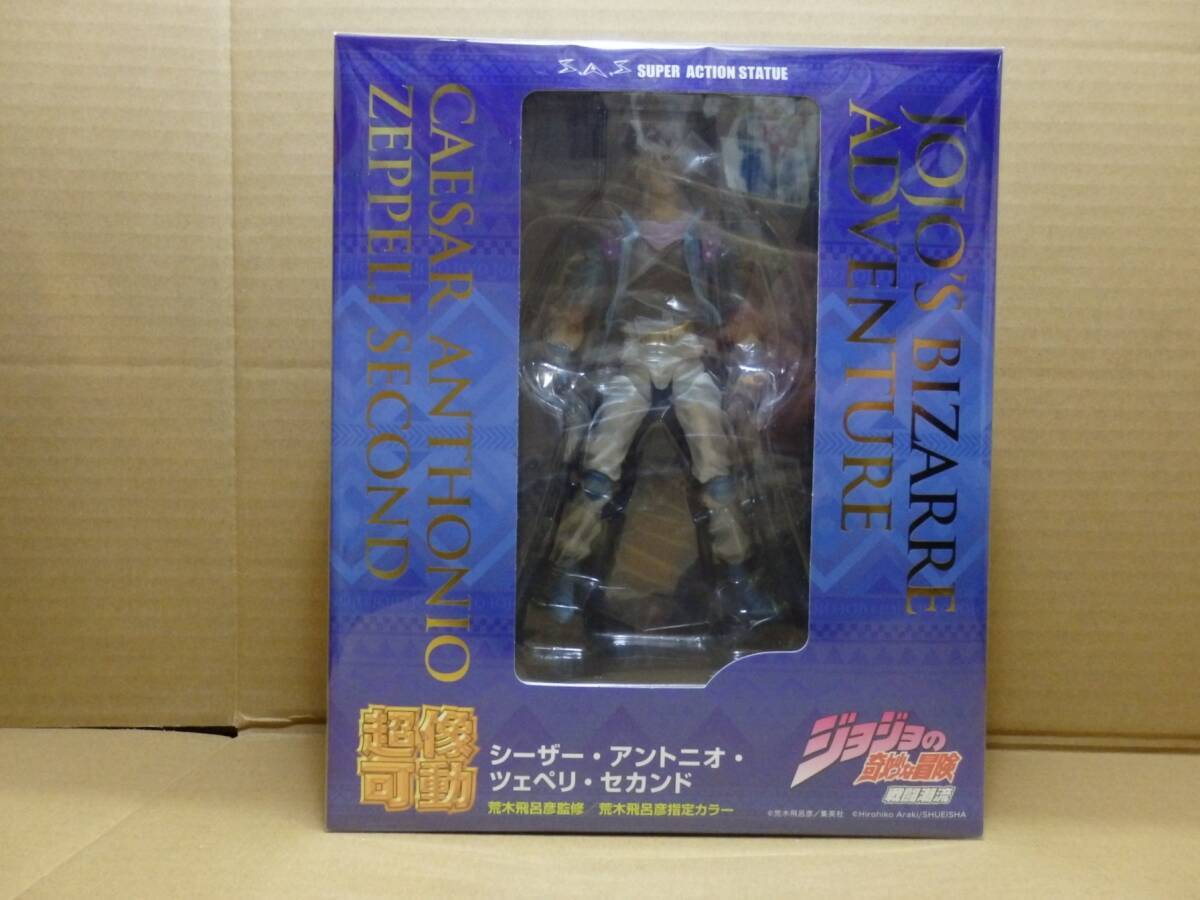 S.A.S SUPER ACTION STATUE
CAESAR ANTHONIO
ZEPPELI SECOND
JOJO'S BIZARRE
ADVENTURE
超像
可動
シーザー・アントニオ・
ツェペリ・セカンド
荒木飛呂彦監修／荒木飛呂彦指定カラー
ジョジョの
奇妙な冒険
戦闘潮流
©荒木飛呂彦／集英社 ©Hirohiko Araki/SHUEISHA